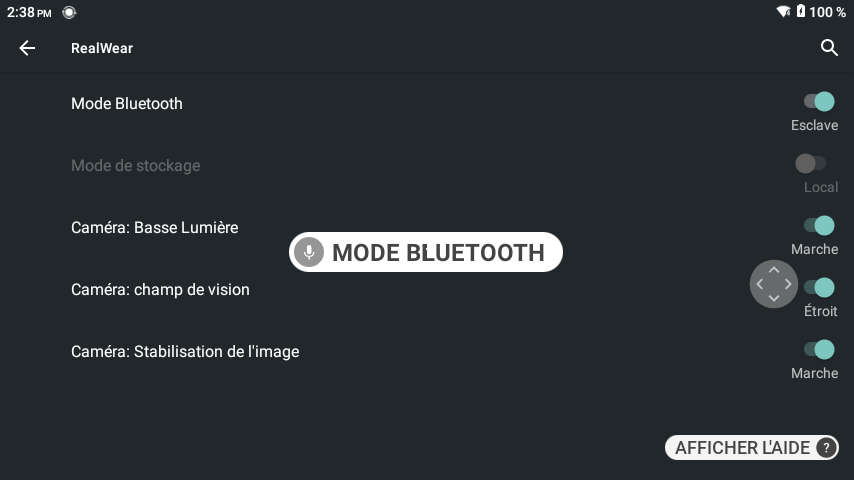 2:38 PM
100 %
RealWear
Mode Bluetooth
Esclave
Mode de stockage
Local
Caméra: Basse Lumière
Marche
MODE BLUETOOTH
Caméra: champ de vision
Étroit
Caméra: Stabilisation de l'image
Marche
AFFICHER L'AIDE ?